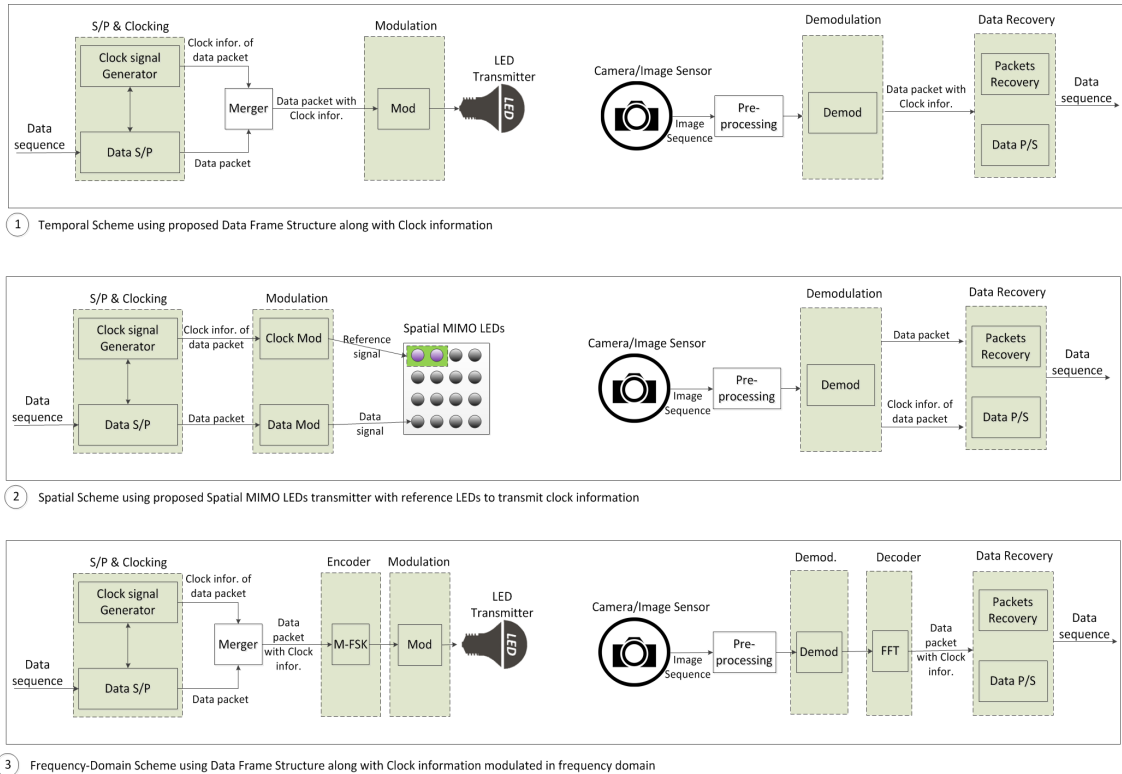 S/P & Clocking
Modulation
Demodulation
Data Recovery
Clock signal
Generator
Clock infor. of
data packet
LED
Transmitter
Camera/Image Sensor
Packets
Recovery
Merger
Data packet with
Clock infor.
Mod
LED
Image
Sequence
Pre-
processing
Demod
Data packet with
Clock infor.
Data
sequence
Data
sequence
Data S/P
Data packet
Data P/S
1 Temporal Scheme using proposed Data Frame Structure along with Clock information
S/P & Clocking
Modulation
Demodulation
Data Recovery
Clock signal
Generator
Clock infor. of
data packet
Clock Mod
Reference
signal
Spatial MIMO LEDs
Camera/Image Sensor
Data packet
Packets
Recovery
Data
sequence
Image
Sequence
Pre-
processing
Demod
Data
sequence
Data S/P
Data packet
Data Mod
Data
signal
Clock infor. of
data packet
Data P/S
2 Spatial Scheme using proposed Spatial MIMO LEDs transmitter with reference LEDs to transmit clock information
S/P & Clocking
Encoder
Modulation
Demod.
Decoder
Data Recovery
Clock signal
Generator
Clock infor. of
data packet
LED
Transmitter
Camera/Image Sensor
Packets
Recovery
Data
sequence
Merger
Data
packet
with Clock
infor.
M-FSK
Mod
LED
Image
Sequence
Pre-
processing
Demod
FFT
Data
packet
with Clock
infor.
Data
sequence
Data S/P
Data packet
Data P/S
3 Frequency-Domain Scheme using Data Frame Structure along with Clock information modulated in frequency domain